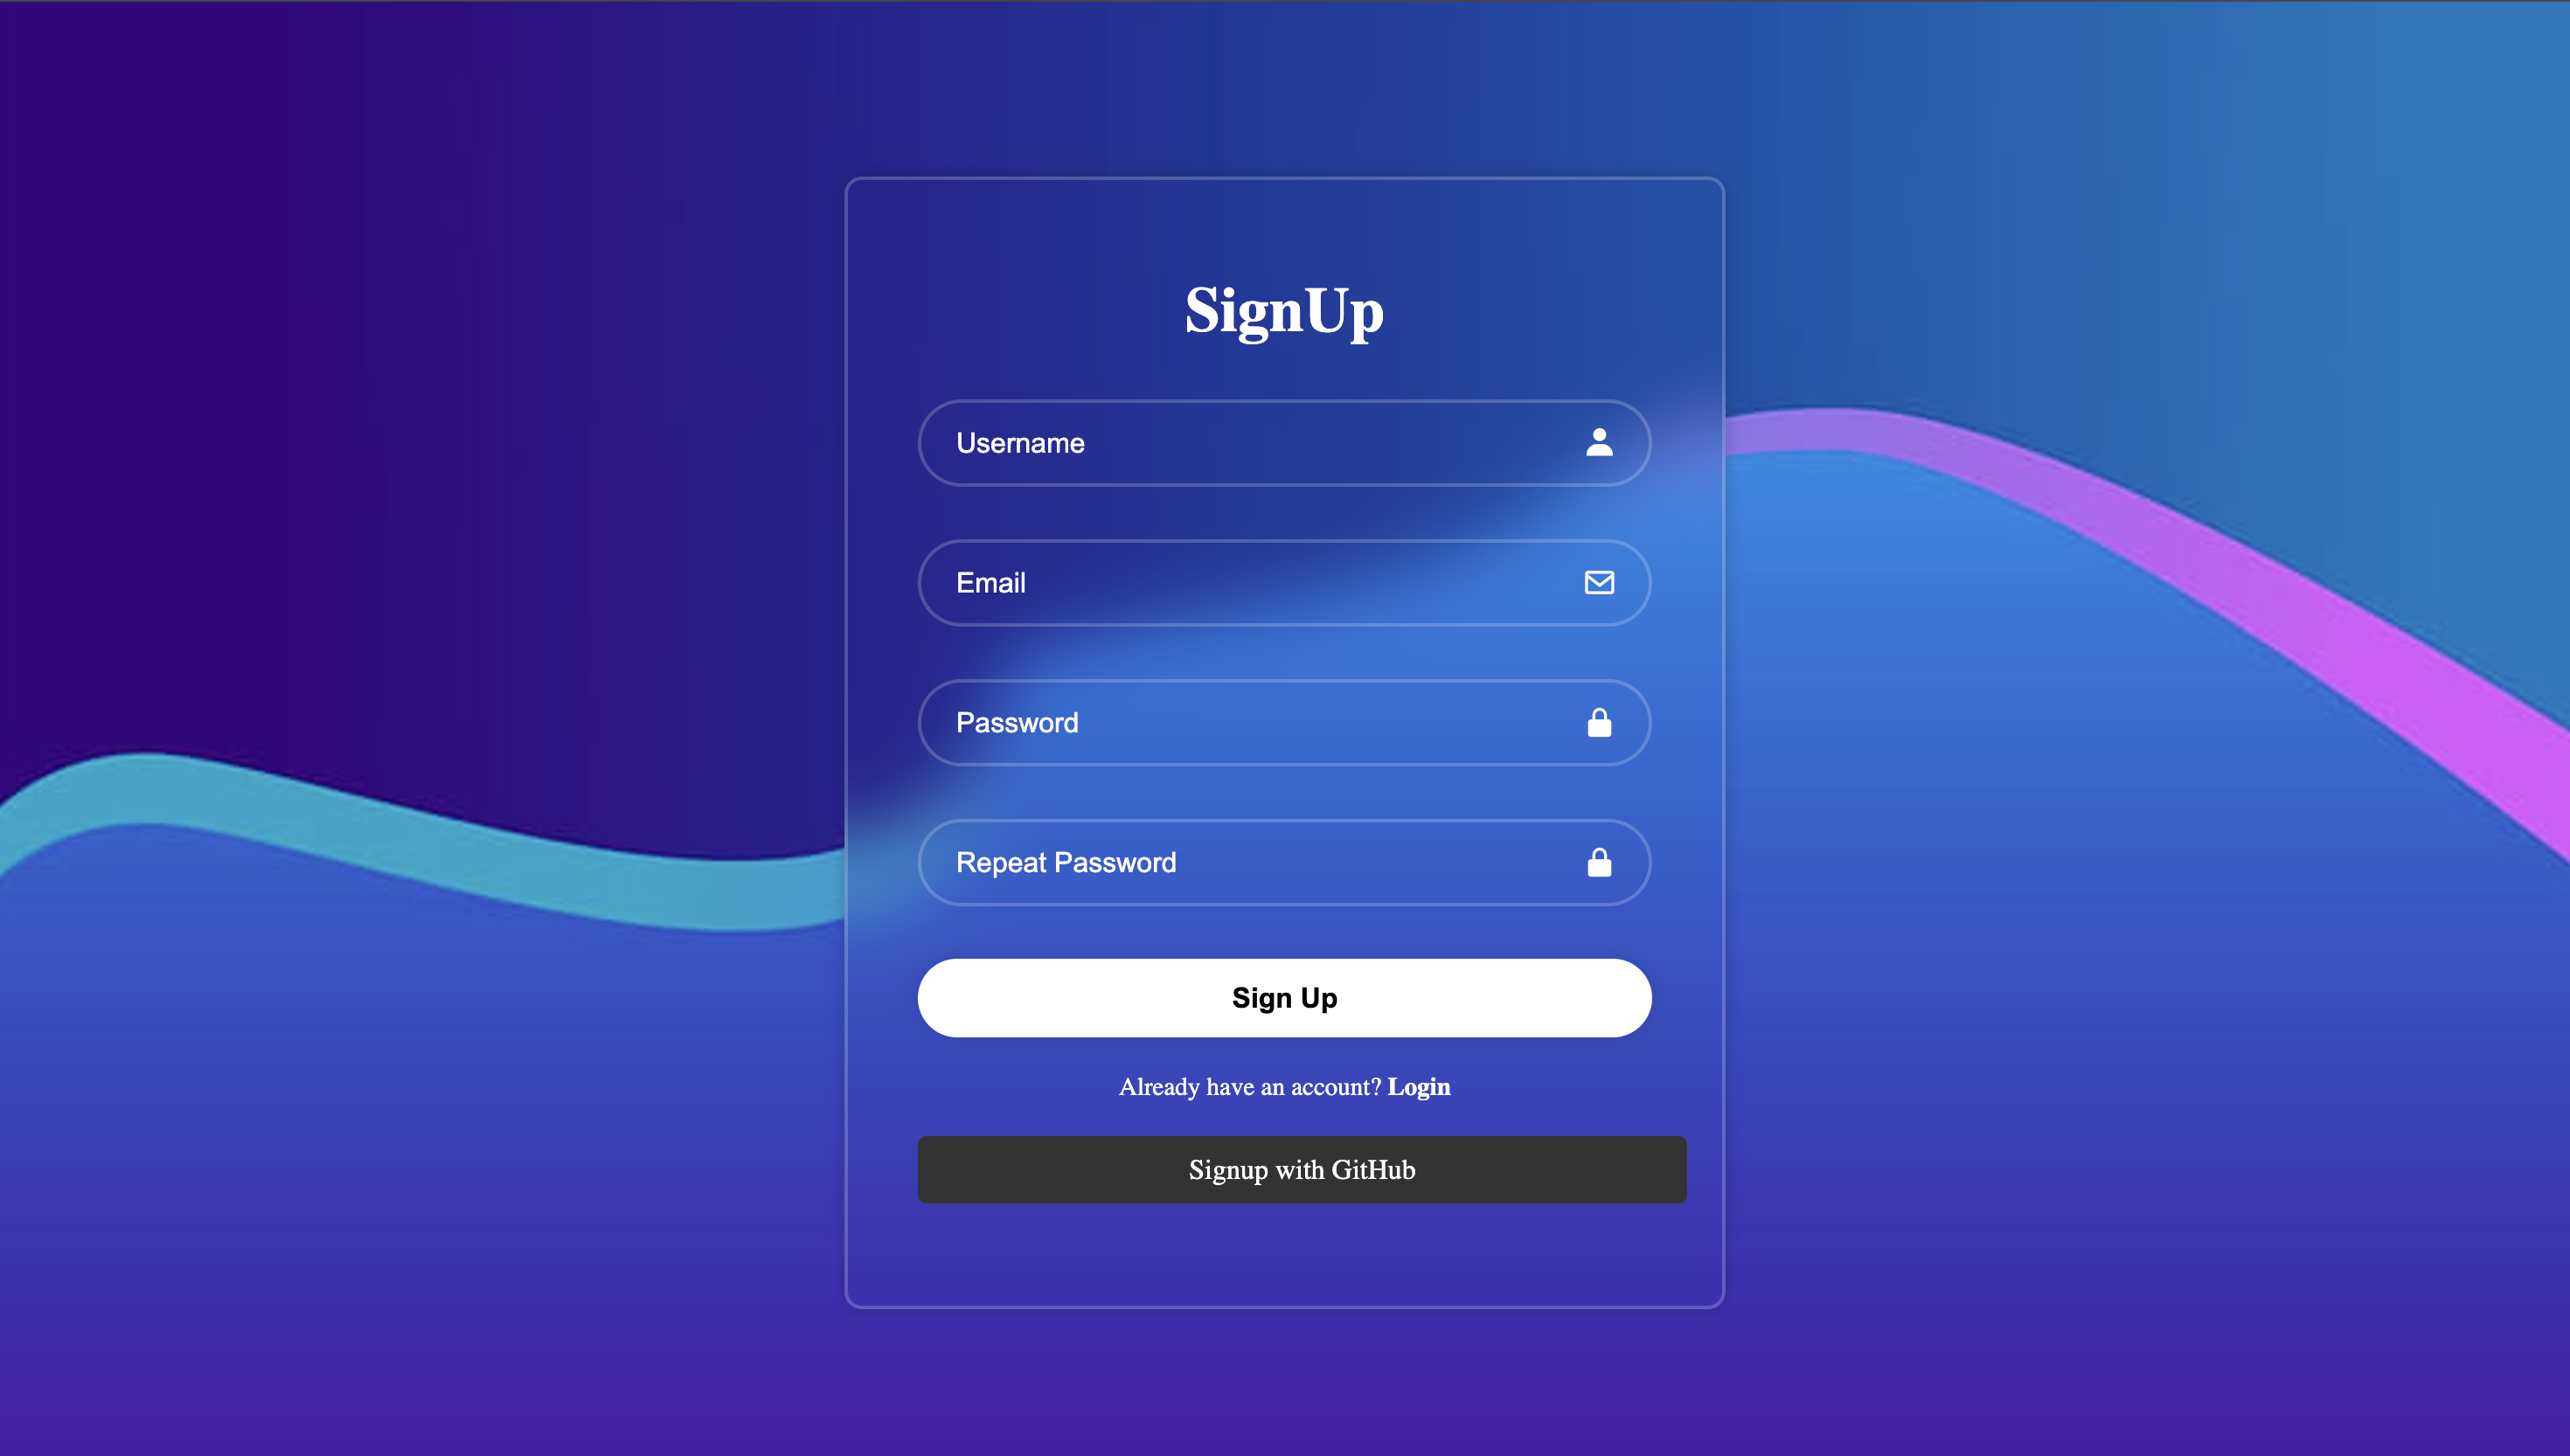 SignUp
Username
Email
Password
Repeat Password
Sign Up
Already have an account? Login
Signup with GitHub